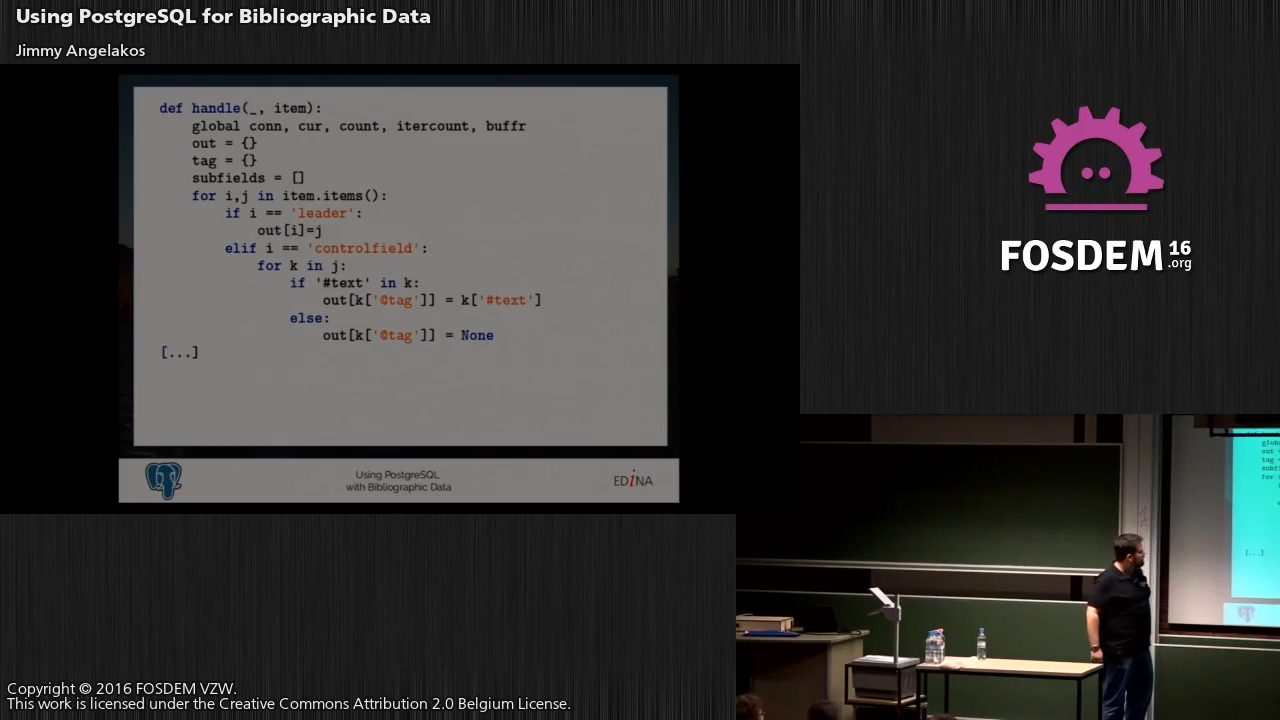 Using PostgreSQL for Bibliographic Data
Jimmy Angelakos
def handle(_, item):
    global conn, cur, count, itercount, buffr
    out = {}
    tag = {}
    subfields = []
    for i,j in item.items():
        if i == 'leader':
            out[i]=j
        elif i == 'controlfield':
            for k in j:
                if '#text' in k:
                    out[k['@tag']] = k['#text']
                else:
                    out[k['@tag']] = None
[...]
Using PostgreSQL
with Bibliographic Data
EDINA
FOSDEM 16
.org
[...]
Copyright © 2016 FOSDEM VZW.
This work is licensed under the Creative Commons Attribution 2.0 Belgium License.